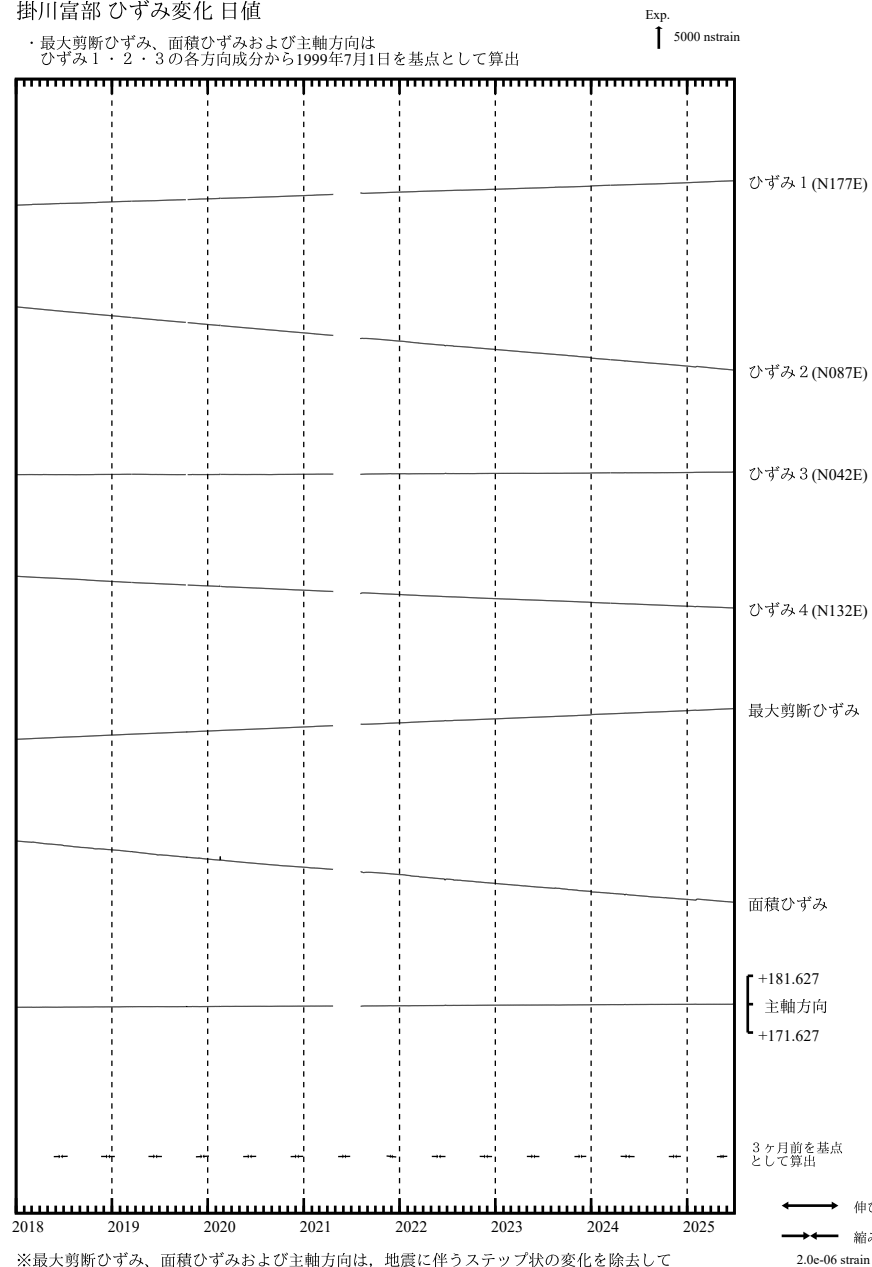 掛川富部 ひずみ変化 日値
・最大剪断ひずみ、面積ひずみおよび主軸方向は
ひずみ１・２・３の各方向成分から1999年7月1日を基点として算出
Exp.
5000 nstrain
ひずみ１(N177E)
ひずみ２(N087E)
ひずみ３(N042E)
ひずみ４(N132E)
最大剪断ひずみ
面積ひずみ
+181.627
主軸方向
+171.627
３ヶ月前を基点
として算出
2018 2019 2020 2021 2022 2023 2024 2025
伸び
縮み
2.0e-06 strain
※最大剪断ひずみ、面積ひずみおよび主軸方向は，地震に伴うステップ状の変化を除去して